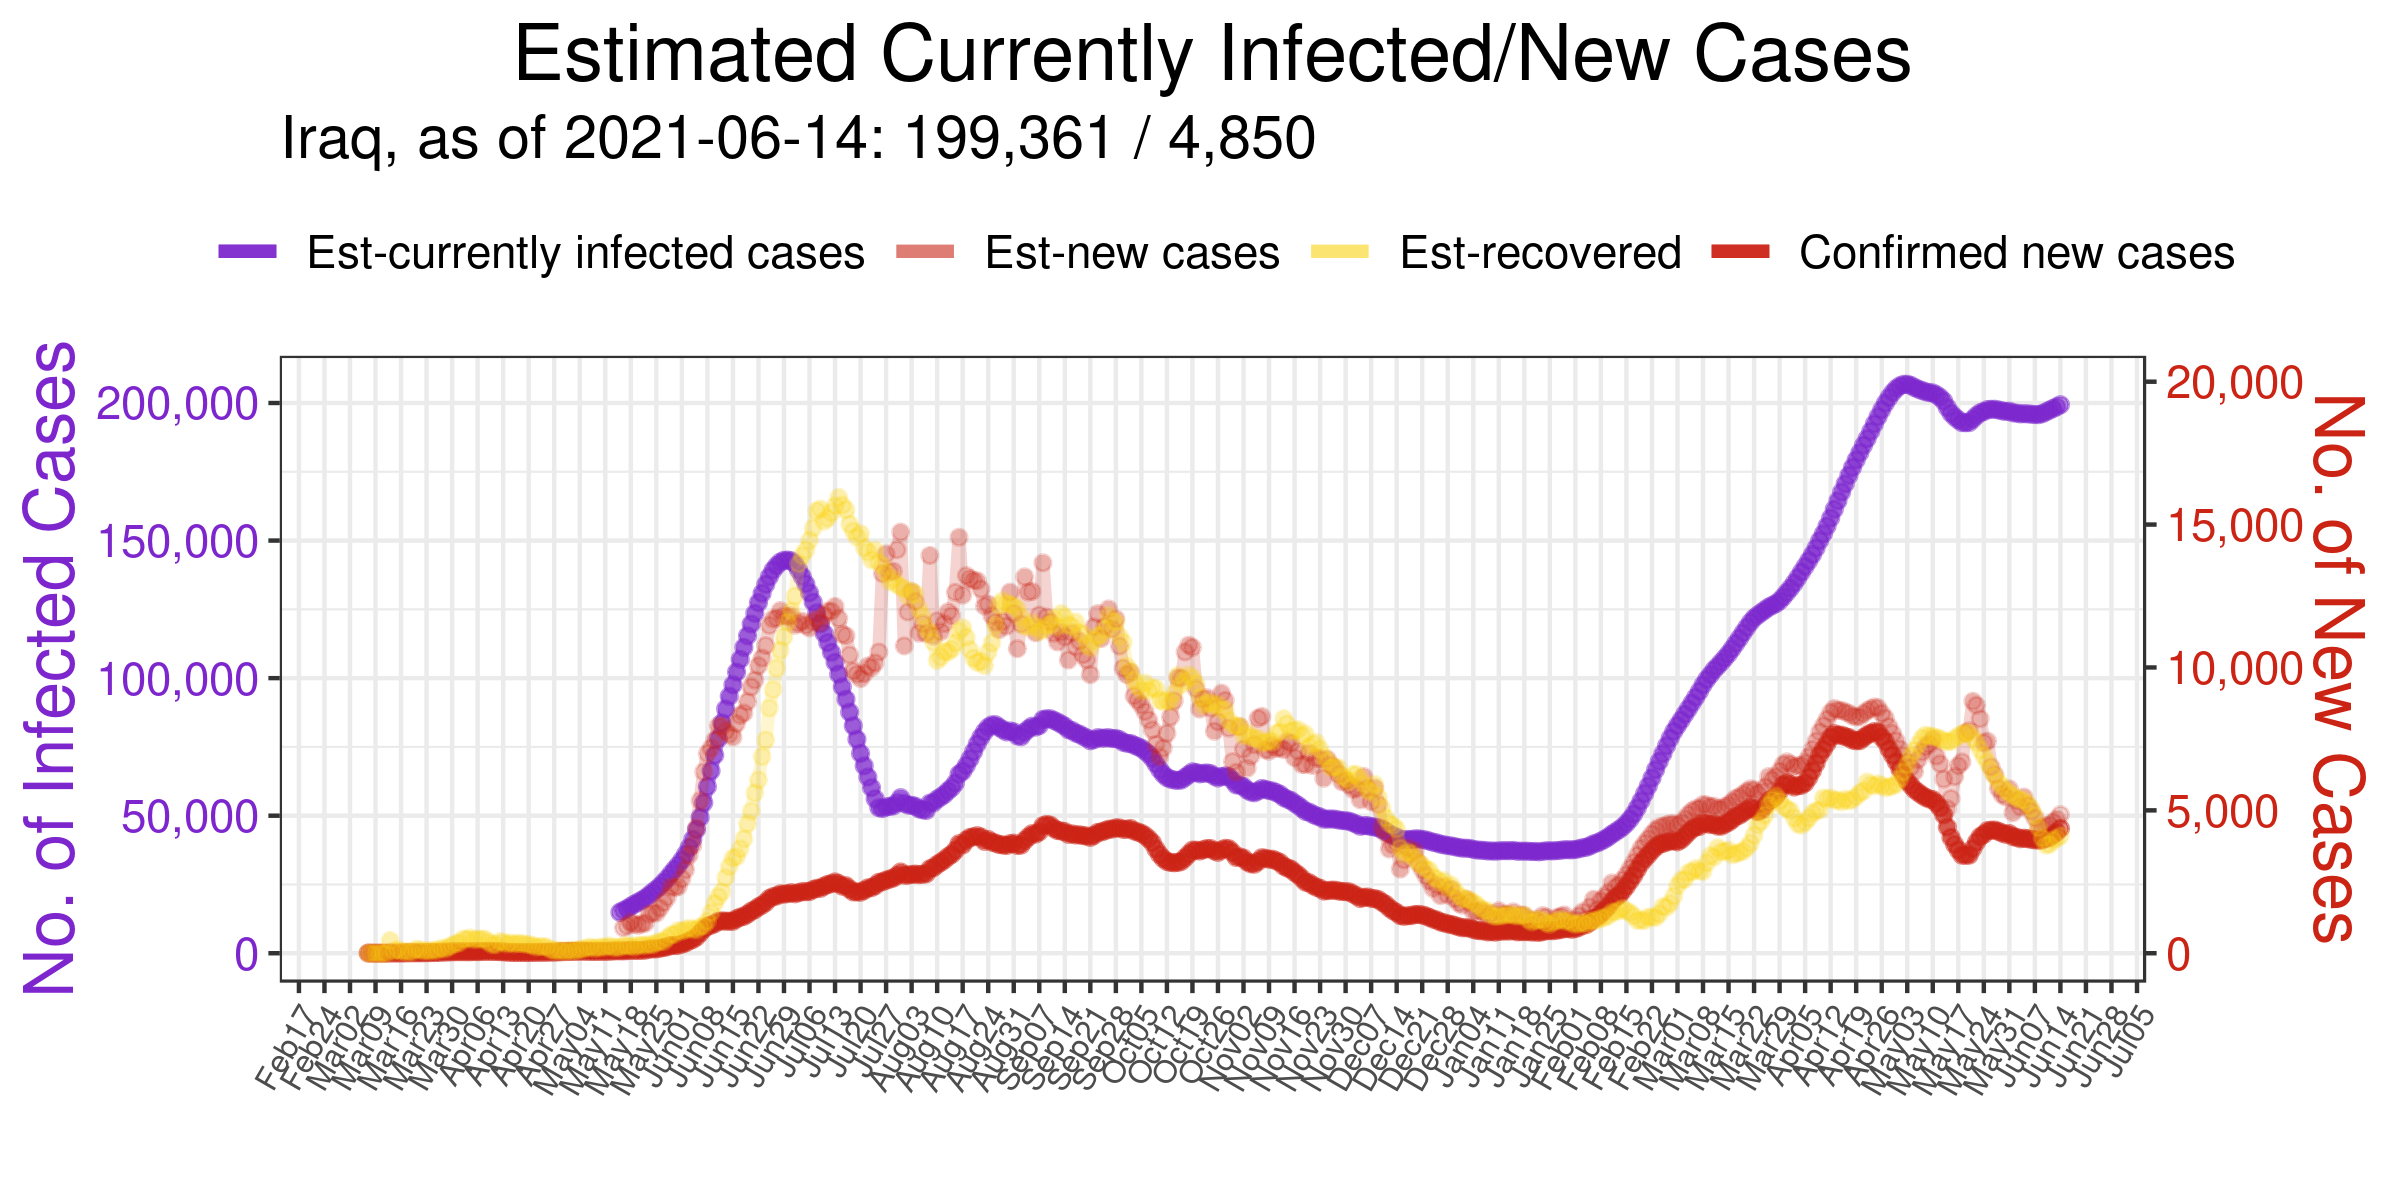 Estimated Currently Infected/New Cases
Iraq, as of 2021-06-14: 199,361 / 4,850
Est-currently infected cases Est-new cases Est-recovered Confirmed new cases
No. of Infected Cases
200,000
150,000
100,000
50,000
0
20,000
15,000
10,000
5,000
0
No. of New Cases
Feb17 Feb24 Mar02 Mar09 Mar16 Mar23 Mar30 Apr06 Apr13 Apr20 Apr27 May04 May11 May18 May25 Jun01 Jun08 Jun15 Jun22 Jun29 Jul06 Jul13 Jul20 Jul27 Aug03 Aug10 Aug17 Aug24 Aug31 Sep07 Sep14 Sep21 Sep28 Oct05 Oct12 Oct19 Oct26 Nov02 Nov09 Nov16 Nov23 Nov30 Dec07 Dec14 Dec21 Dec28 Jan04 Jan11 Jan18 Jan25 Feb01 Feb08 Feb15 Feb22 Mar01 Mar08 Mar15 Mar22 Mar29 Apr05 Apr12 Apr19 Apr26 May03 May10 May17 May24 May31 Jun07 Jun14 Jun21 Jun28 Jul05